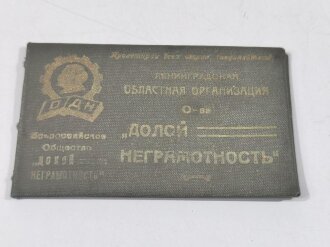 Пролетарии всех стран, соединяйтесь!
ОДН
Всероссийское
Общество
„ДОЛОЙ
НЕГРАМОТНОСТЬ“
ЛЕНИНГРАДСКАЯ
ОБЛАСТНАЯ ОРГАНИЗАЦИЯ
О-ва
„ДОЛОЙ
НЕГРАМОТНОСТЬ“